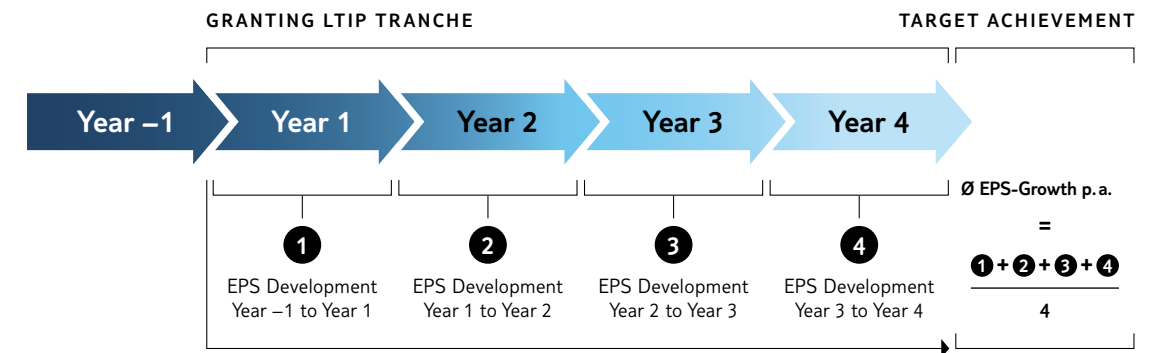 GRANTING LTIP TRANCHE
TARGET ACHIEVEMENT
Year –1
Year 1
Year 2
Year 3
Year 4
1
EPS Development
Year –1 to Year 1
2
EPS Development
Year 1 to Year 2
3
EPS Development
Year 2 to Year 3
4
EPS Development
Year 3 to Year 4
Ø EPS-Growth p. a.
=
1 + 2 + 3 + 4
4